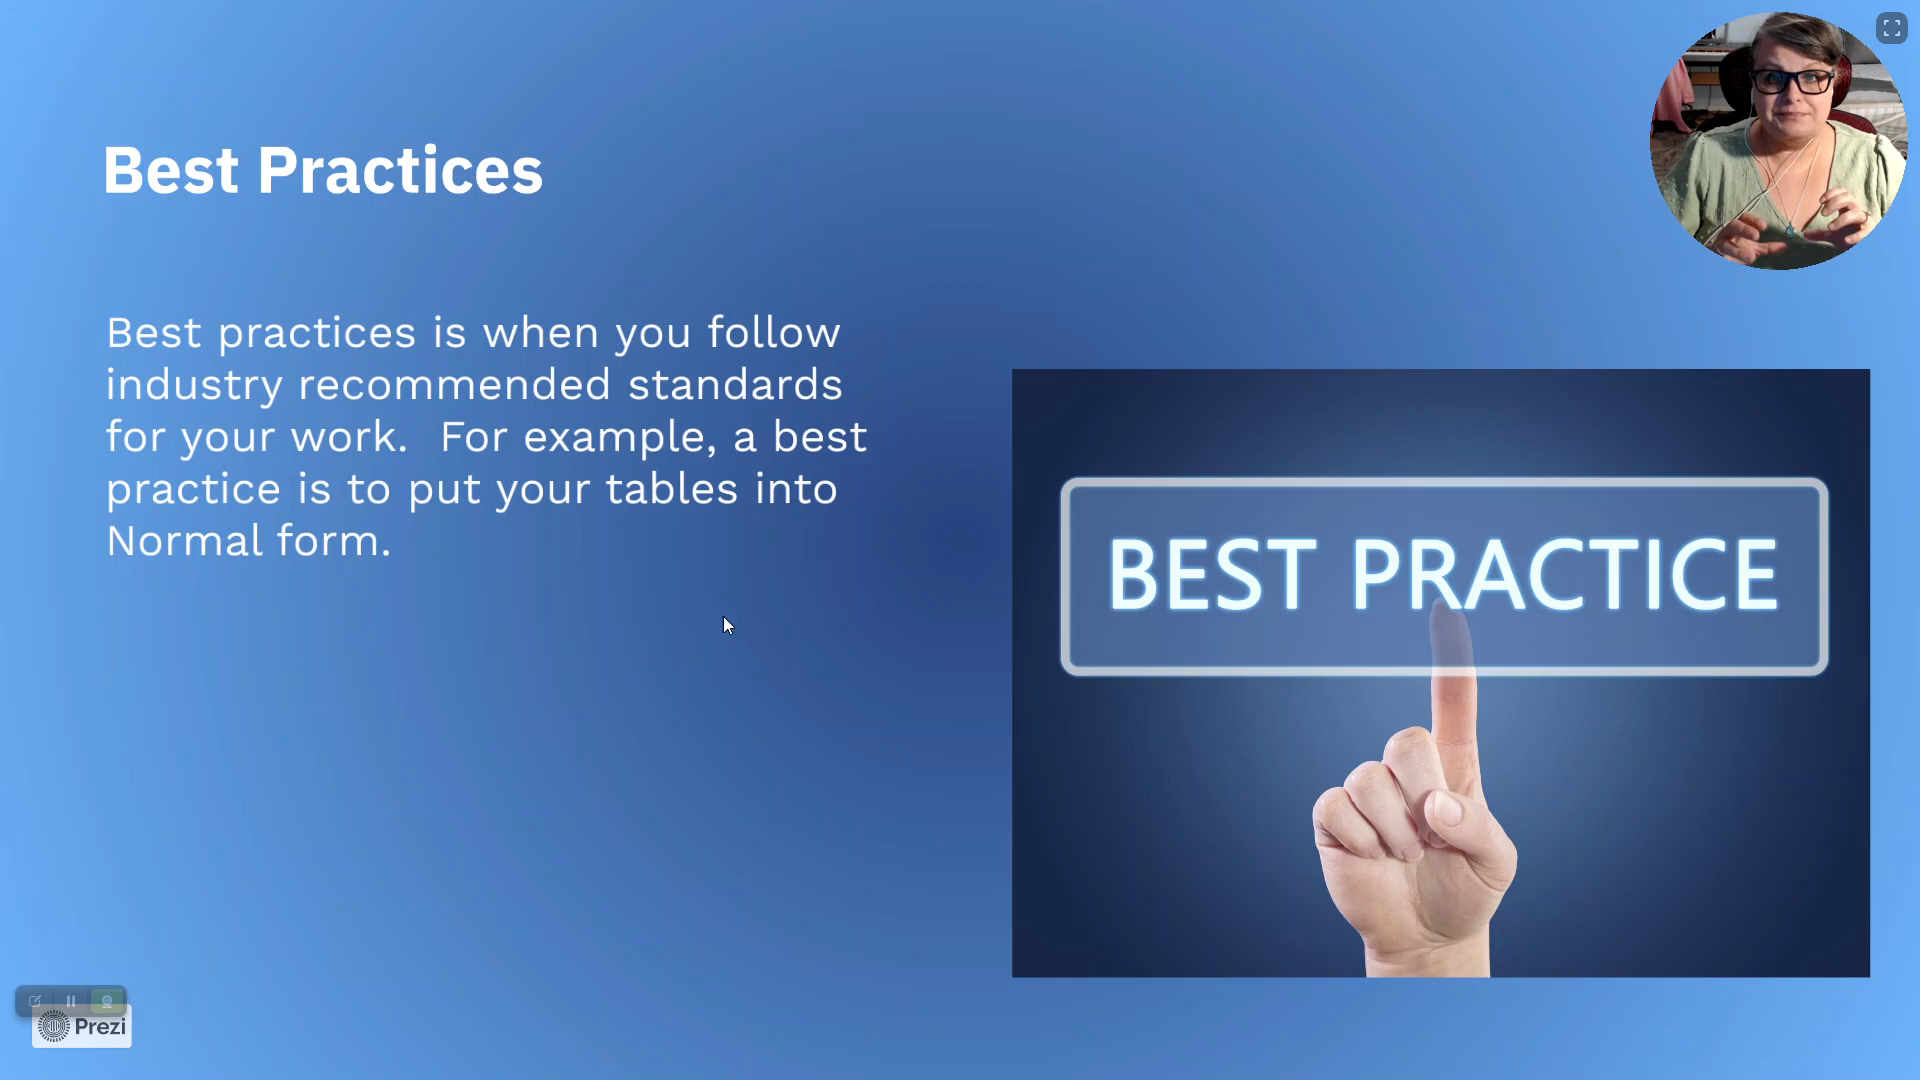 Best Practices
Best practices is when you follow
industry recommended standards
for your work.  For example, a best
practice is to put your tables into
Normal form.
BEST PRACTICE
Prezi